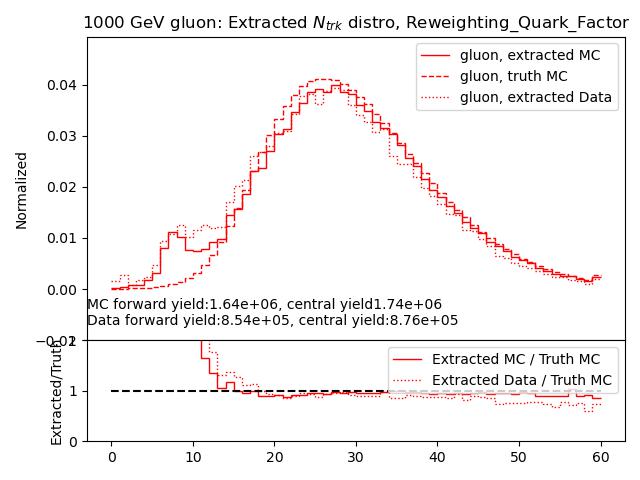 1000 GeV gluon: Extracted N_trk distro, Reweighting_Quark_Factor
gluon, extracted MC
gluon, truth MC
gluon, extracted Data
Normalized
0.04
0.03
0.02
0.01
0.00
−0.01
MC forward yield:1.64e+06, central yield1.74e+06
Data forward yield:8.54e+05, central yield:8.76e+05
Extracted/Truth
2
1
0
Extracted MC / Truth MC
Extracted Data / Truth MC
0 10 20 30 40 50 60